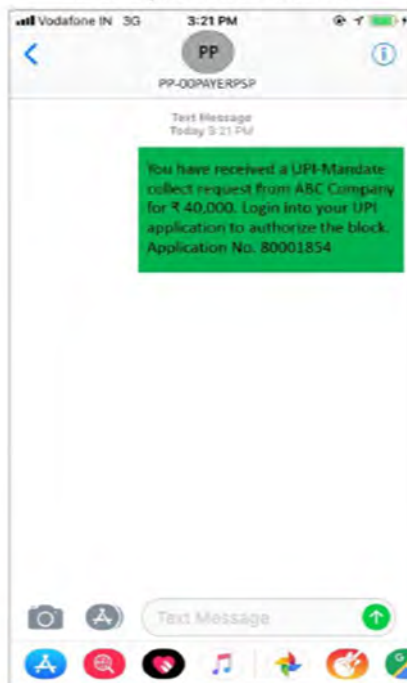 Vodafone IN 3G 3:21 PM
PP
PP-00PAYERPSP
Text Message
Today 3:21 PM
You have received a UPI-Mandate
collect request from ABC Company
for ₹ 40,000. Login into your UPI
application to authorize the block.
Application No. 80001854
Text Message